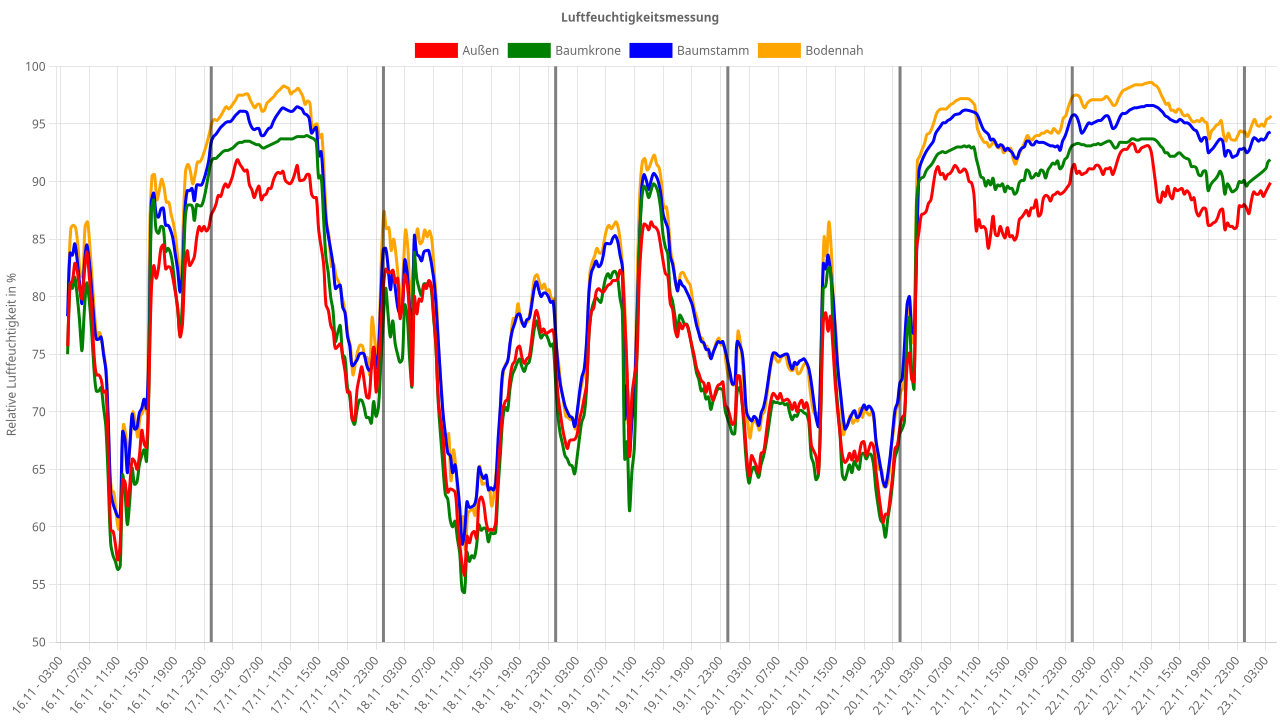 Luftfeuchtigkeitsmessung
Außen Baumkrone Baumstamm Bodennah
Relative Luftfeuchtigkeit in %
100
95
90
85
80
75
70
65
60
55
50
16.11 - 03:00
16.11 - 07:00
16.11 - 11:00
16.11 - 15:00
16.11 - 19:00
16.11 - 23:00
17.11 - 03:00
17.11 - 07:00
17.11 - 11:00
17.11 - 15:00
17.11 - 19:00
17.11 - 23:00
18.11 - 03:00
18.11 - 07:00
18.11 - 11:00
18.11 - 15:00
18.11 - 19:00
18.11 - 23:00
19.11 - 03:00
19.11 - 07:00
19.11 - 11:00
19.11 - 15:00
19.11 - 19:00
19.11 - 23:00
20.11 - 03:00
20.11 - 07:00
20.11 - 11:00
20.11 - 15:00
20.11 - 19:00
20.11 - 23:00
21.11 - 03:00
21.11 - 07:00
21.11 - 11:00
21.11 - 15:00
21.11 - 19:00
21.11 - 23:00
22.11 - 03:00
22.11 - 07:00
22.11 - 11:00
22.11 - 15:00
22.11 - 19:00
22.11 - 23:00
23.11 - 03:00